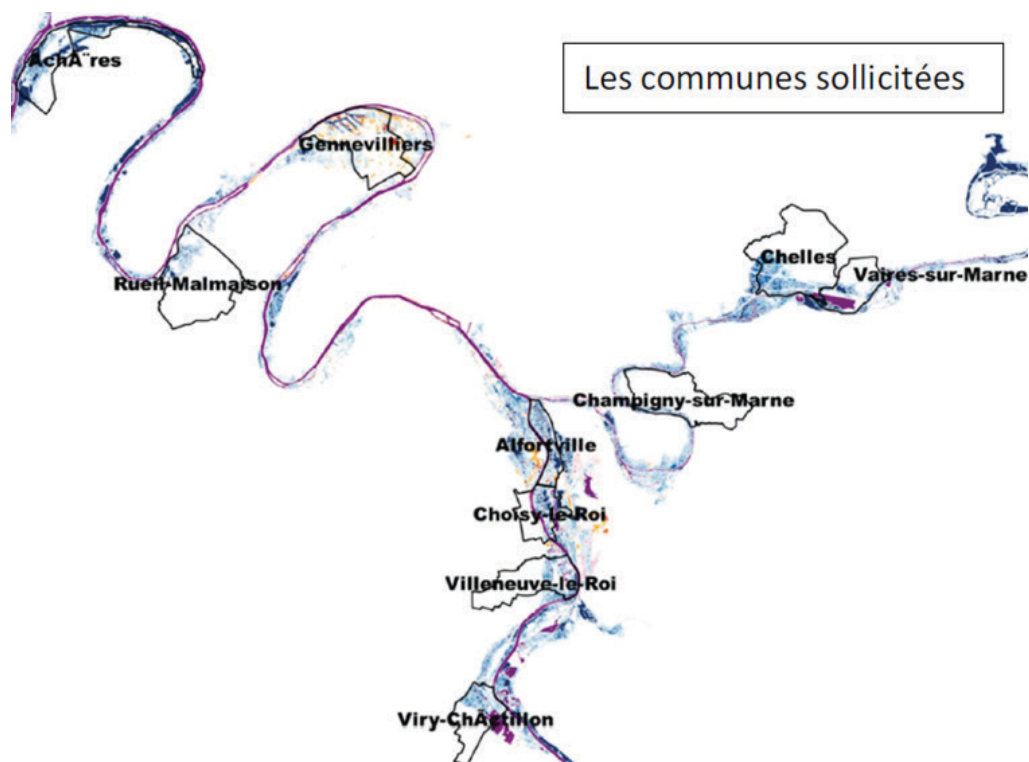 Les communes sollicitées
AchÃ¨res
Gennevilliers
Rueil-Malmaison
Chelles
Vaires-sur-Marne
Champigny-sur-Marne
Alfortville
Choisy-le-Roi
Villeneuve-le-Roi
Viry-ChÃ¢tillon